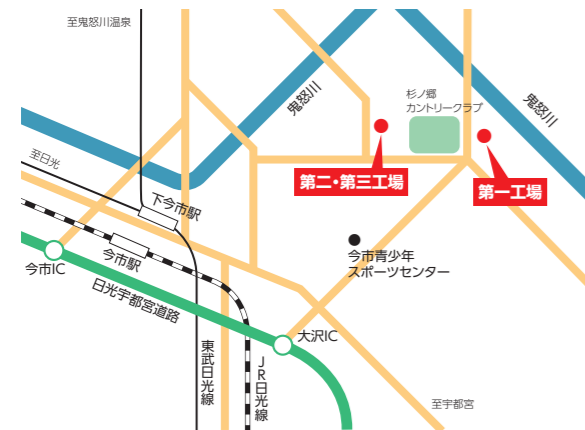 至鬼怒川温泉
鬼怒川
杉ノ郷
カントリークラブ
鬼怒川
至日光
第二・第三工場
第一工場
下今市駅
今市駅
今市IC
日光宇都宮道路
今市青少年
スポーツセンター
大沢IC
東武日光線
JR日光線
至宇都宮